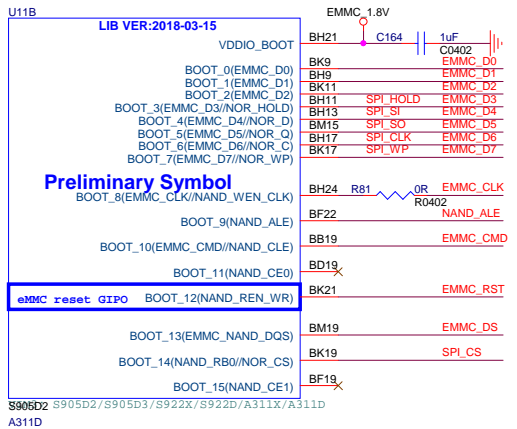 U11B
EMMC_1.8V
LIB VER:2018-03-15
VDDIO_BOOT BH21 C164 1uF
C0402
BOOT_0(EMMC_D0) BK9 EMMC_D0
BOOT_1(EMMC_D1) BH9 EMMC_D1
BOOT_2(EMMC_D2) BK11 EMMC_D2
BOOT_3(EMMC_D3//NOR_HOLD) BH11 SPI_HOLD EMMC_D3
BOOT_4(EMMC_D4//NOR_D) BH13 SPI_SI EMMC_D4
BOOT_5(EMMC_D5//NOR_Q) BM15 SPI_SO EMMC_D5
BOOT_6(EMMC_D6//NOR_C) BH17 SPI_CLK EMMC_D6
BOOT_7(EMMC_D7//NOR_WP) BK17 SPI_WP EMMC_D7
Preliminary Symbol
BOOT_8(EMMC_CLK//NAND_WEN_CLK) BH24 R81 0R EMMC_CLK
R0402
BOOT_9(NAND_ALE) BF22 NAND_ALE
BOOT_10(EMMC_CMD//NAND_CLE) BB19 EMMC_CMD
BOOT_11(NAND_CE0) BD19
eMMC reset GIPO BOOT_12(NAND_REN_WR) BK21 EMMC_RST
BOOT_13(EMMC_NAND_DQS) BM19 EMMC_DS
BOOT_14(NAND_RB0//NOR_CS) BK19 SPI_CS
BOOT_15(NAND_CE1) BF19
S905D2
S905D2/S905D3/S922X/S922D/A311X/A311D
A311D